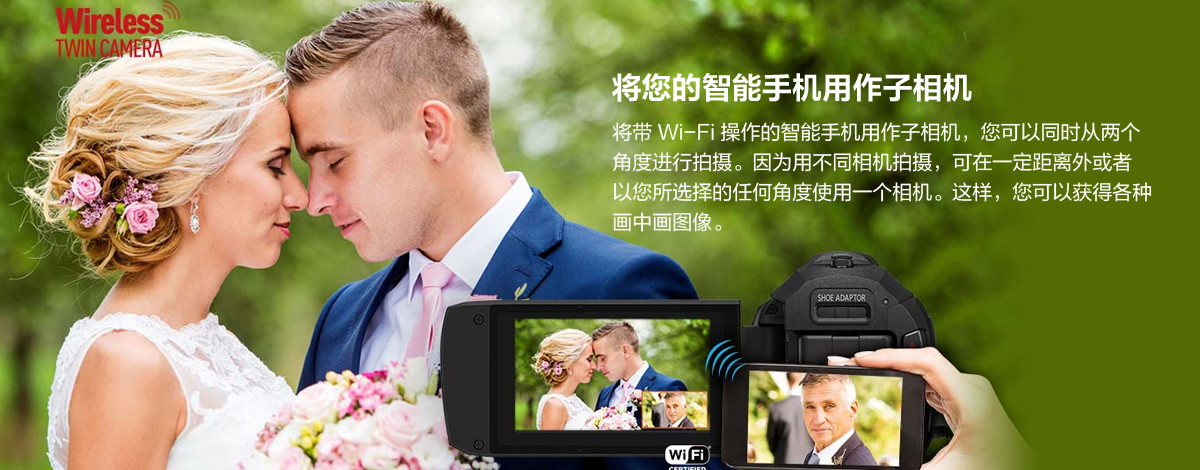 Wireless
TWIN CAMERA
将您的智能手机用作子相机
将带 Wi-Fi 操作的智能手机用作子相机，您可以同时从两个
角度进行拍摄。因为用不同相机拍摄，可在一定距离外或者
以您所选择的任何角度使用一个相机。这样，您可以获得各种
画中画图像。
SHOE ADAPTOR
Wi Fi
CERTIFIED